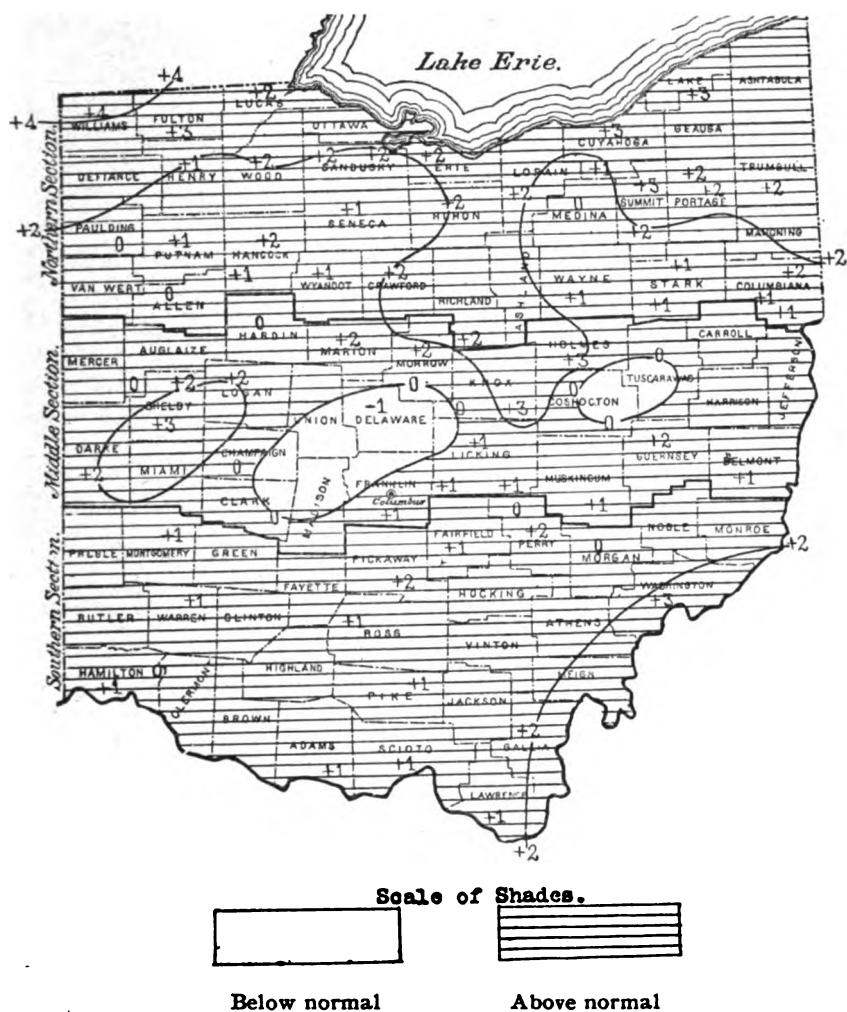 Lake Erie.
+4
+2
+4
LUCAS
LAKE
ASHTABULA
+3
+4
WILLIAMS
FULTON
+3
OTTAWA
+3
CUYAHOGA
GEAUGA
+1
+2
+2
+2
+2
DEFIANCE
HENRY
WOOD
SANDUSKY
ERIE
LORAIN
+1
+2
TRUMBULL
+2
+3
SUMMIT
PORTAGE
+2
+2
+2
PAULDING
0
+1
PUTNAM
+2
HANCOCK
+1
SENECA
+2
HURON
MEDINA
0
+2
MAHONING
VAN WERT
0
ALLEN
+1
+1
WYANDOT
+2
CRAWFORD
RICHLAND
ASHLAND
WAYNE
+1
+1
STARK
+1
+2
COLUMBIANA
+1
+1
+2
Northern Section.
MERCER
AUGLAIZE
0
HARDIN
+2
MARION
+2
MORROW
+2
HOLMES
+3
CARROLL
JEFFERSON
0
+2
SHELBY
+3
+2
LOGAN
0
KNOX
+3
0
COSHOCTON
0
0
TUSCARAWAS
HARRISON
UNION
-1
DELAWARE
0
DARKE
+2
MIAMI
CHAMPAIGN
0
+1
LICKING
+2
GUERNSEY
BELMONT
+1
CLARK
0
MADISON
FRANKLIN
Columbus
+1
+1
+1
MUSKINGUM
+1
Middle Section.
PREBLE
+1
MONTGOMERY
GREEN
FAIRFIELD
+1
0
+2
PERRY
0
MORGAN
NOBLE
MONROE
+2
FAYETTE
PICKAWAY
+2
HOCKING
WASHINGTON
+3
BUTLER
+1
WARREN
CLINTON
+1
ROSS
ATHENS
VINTON
HAMILTON
0
+1
CLERMONT
HIGHLAND
+1
PIKE
JACKSON
MEIGS
BROWN
ADAMS
+1
SCIOTO
+1
+2
GALLIA
LAWRENCE
+1
+2
Scale of Shades.
Below normal
Above normal